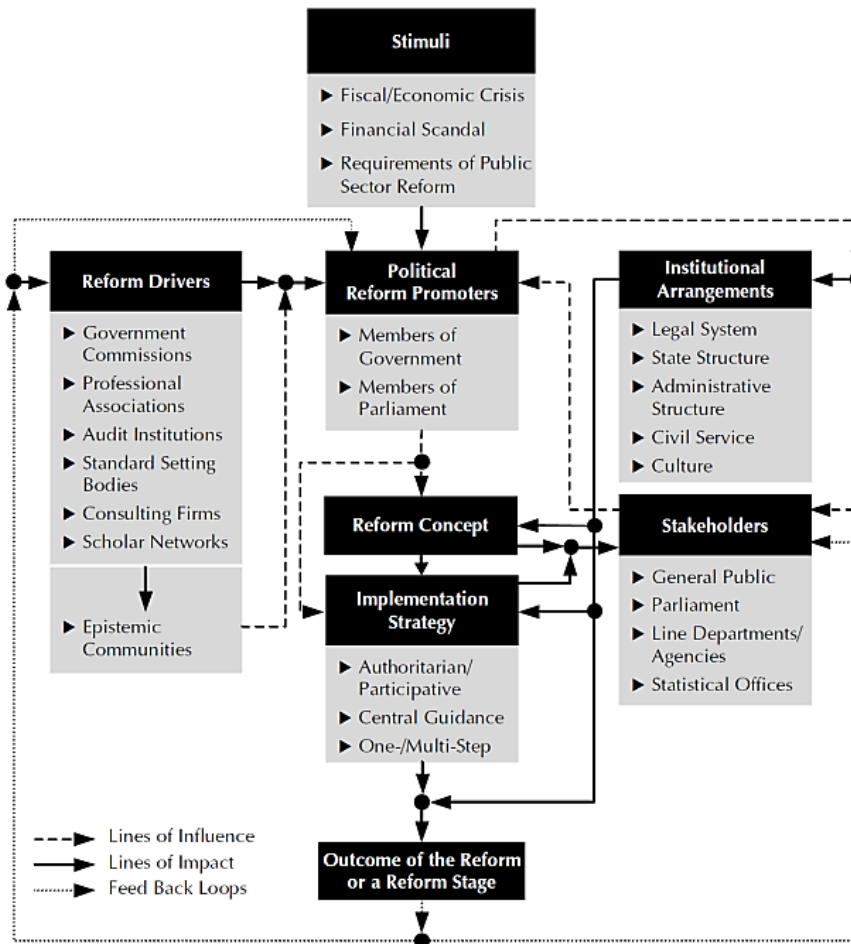 Stimuli
▶ Fiscal/Economic Crisis
▶ Financial Scandal
▶ Requirements of Public
Sector Reform
Reform Drivers
▶ Government
Commissions
▶ Professional
Associations
▶ Audit Institutions
▶ Standard Setting
Bodies
▶ Consulting Firms
▶ Scholar Networks
▶ Epistemic
Communities
Political
Reform Promoters
▶ Members of
Government
▶ Members of
Parliament
Institutional
Arrangements
▶ Legal System
▶ State Structure
▶ Administrative
Structure
▶ Civil Service
▶ Culture
Reform Concept
Stakeholders
▶ General Public
▶ Parliament
▶ Line Departments/
Agencies
▶ Statistical Offices
Implementation
Strategy
▶ Authoritarian/
Participative
▶ Central Guidance
▶ One-/Multi-Step
Outcome of the Reform
or a Reform Stage
Lines of Influence
Lines of Impact
Feed Back Loops